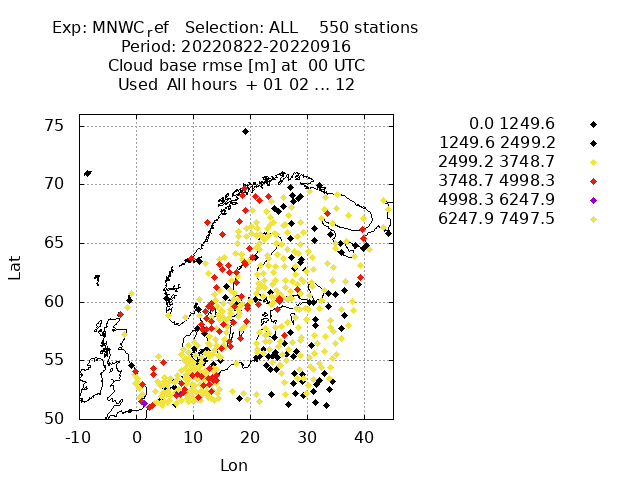 Exp: MNWC_ref   Selection: ALL    550 stations
Period: 20220822-20220916
Cloud base rmse [m] at  00 UTC
Used  All hours  + 01 02 ... 12
0.0 1249.6
1249.6 2499.2
2499.2 3748.7
3748.7 4998.3
4998.3 6247.9
6247.9 7497.5
75
70
65
60
55
50
Lat
-10 0 10 20 30 40
Lon